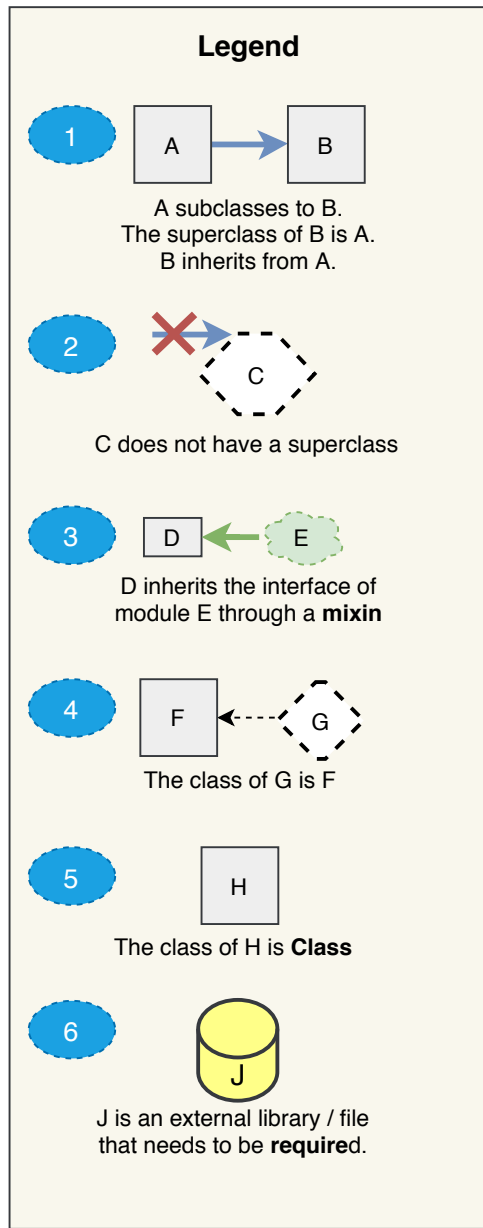 Legend
1
A
B
A subclasses to B.
The superclass of B is A.
B inherits from A.
2
C
C does not have a superclass
3
D
E
D inherits the interface of
module E through a mixin
4
F
G
The class of G is F
5
H
The class of H is Class
6
J
J is an external library / file
that needs to be required.